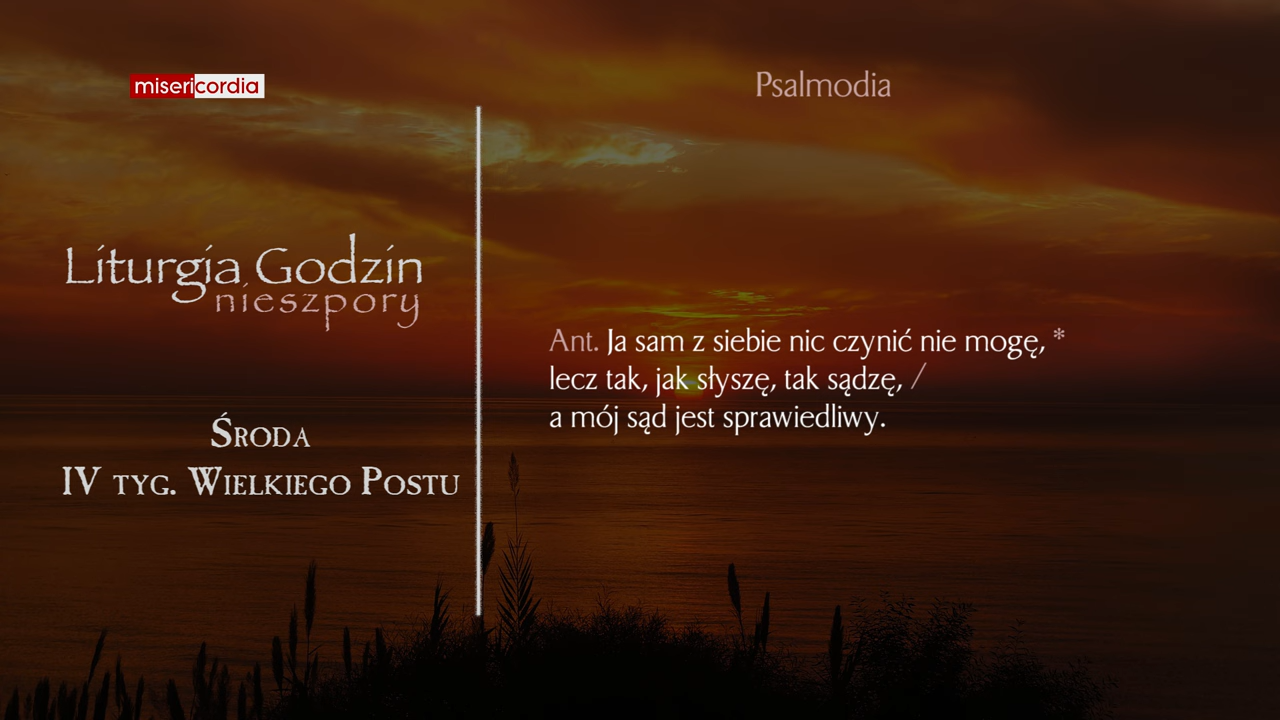 misericordia
Psalmodia
Liturgia Godzin
nieszpory
Środa
IV tyg. Wielkiego Postu
Ant. Ja sam z siebie nic czynić nie mogę, *
lecz tak, jak słyszę, tak sądzę, /
a mój sąd jest sprawiedliwy.